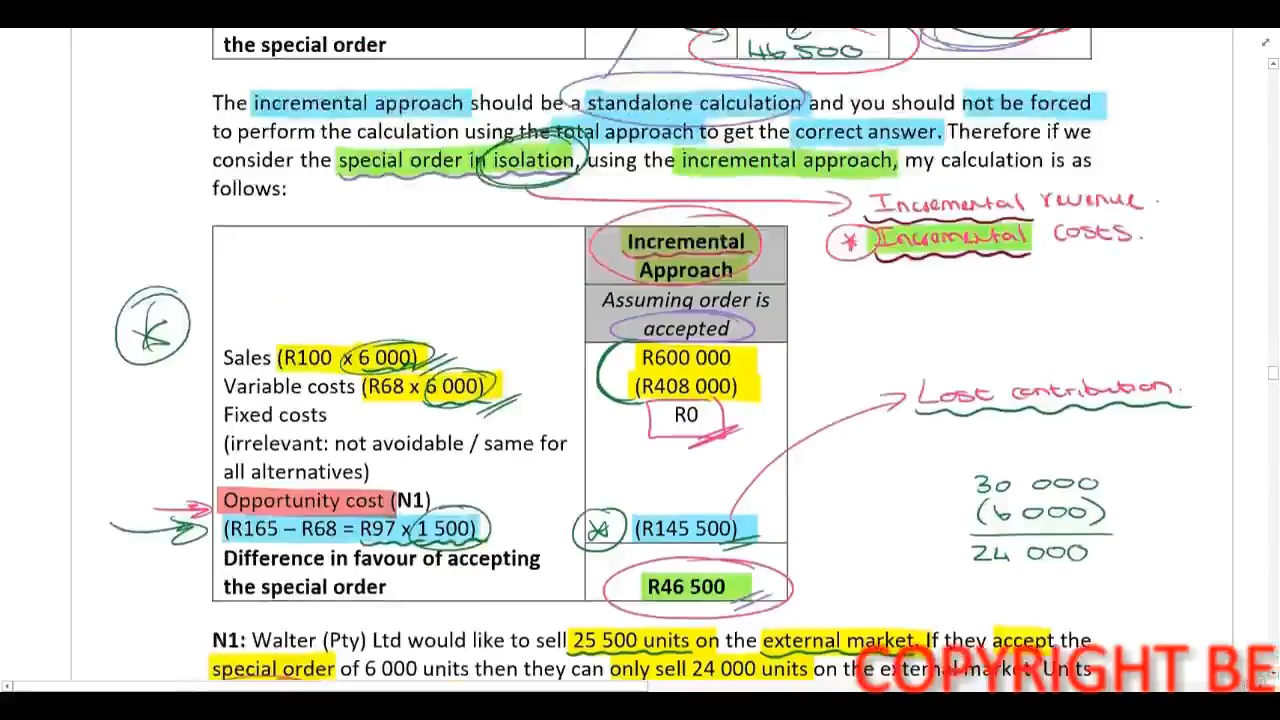 the special order
46 500
The incremental approach should be a standalone calculation and you should not be forced
to perform the calculation using the total approach to get the correct answer. Therefore if we
consider the special order in isolation, using the incremental approach, my calculation is as
follows:
Incremental revenue.
* Incremental costs.
Incremental
Approach
Assuming order is
accepted
Sales (R100 x 6 000) R600 000
Variable costs (R68 x 6 000) (R408 000)
Fixed costs R0
(irrelevant: not avoidable / same for
all alternatives)
Opportunity cost (N1)
(R165 – R68 = R97 x 1 500) (R145 500)
Difference in favour of accepting
the special order R46 500
Lost contribution.
30 000
(6 000)
24 000
N1: Walter (Pty) Ltd would like to sell 25 500 units on the external market. If they accept the
special order of 6 000 units then they can only sell 24 000 units on the external market. Units
COPYRIGHT BE